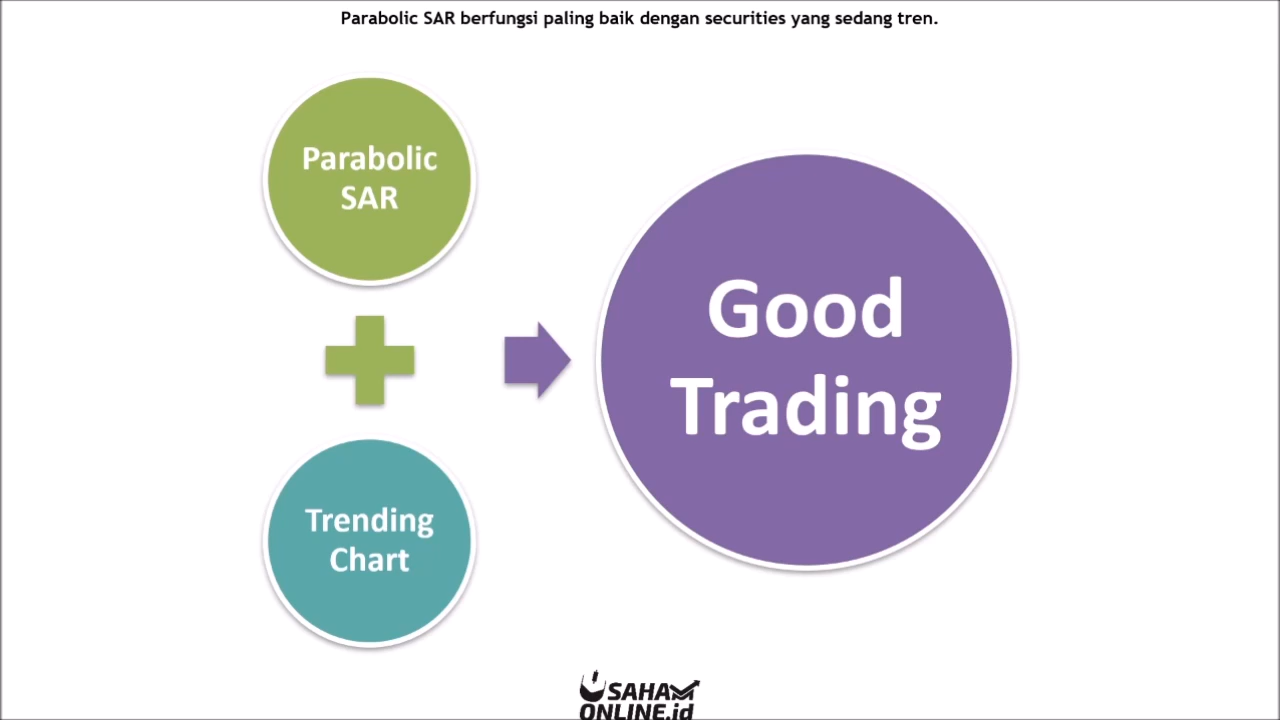 Parabolic SAR berfungsi paling baik dengan securities yang sedang tren.
Parabolic
SAR
Trending
Chart
Good
Trading
SAHAM
ONLINE.id